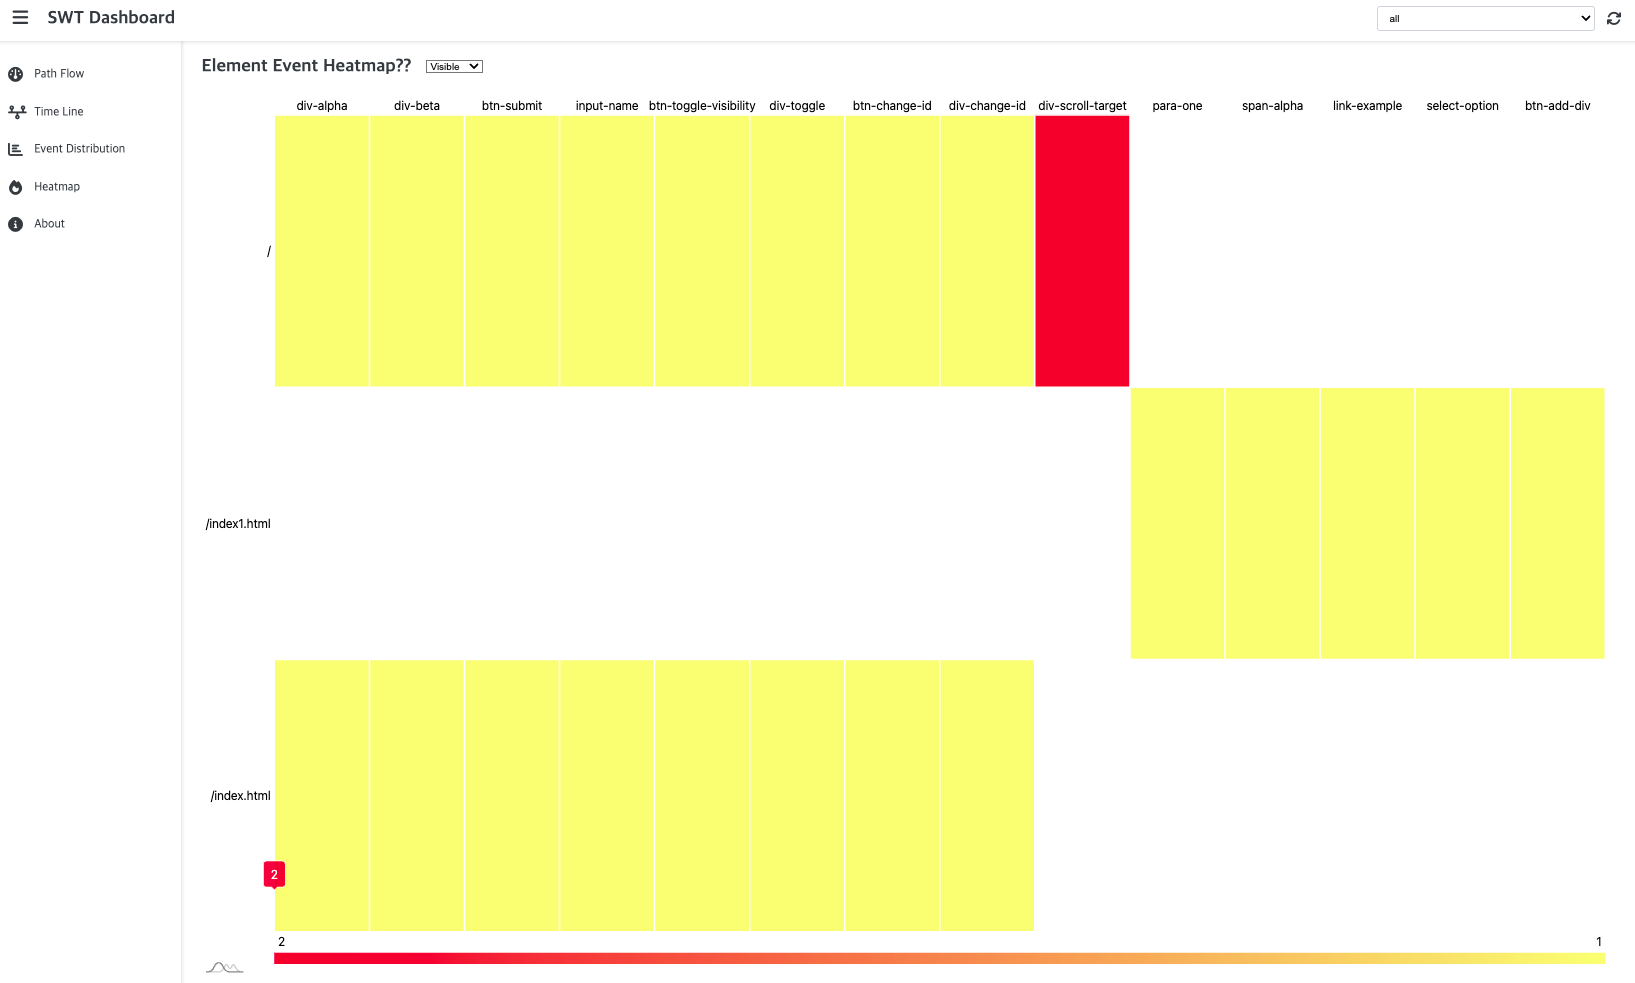 SWT Dashboard
all
Path Flow
Time Line
Event Distribution
Heatmap
About
Element Event Heatmap??
Visible
div-alpha div-beta btn-submit input-name btn-toggle-visibility div-toggle btn-change-id div-change-id div-scroll-target para-one span-alpha link-example select-option btn-add-div
/
/index1.html
/index.html
2
2 1